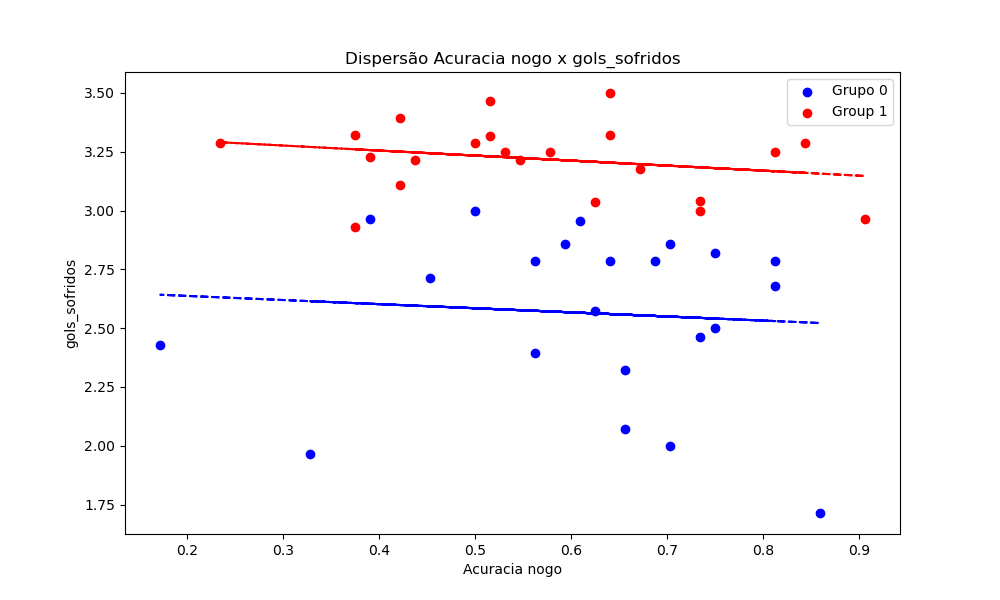 Dispersão Acuracia nogo x gols_sofridos
Grupo 0
Group 1
gols_sofridos
3.50
3.25
3.00
2.75
2.50
2.25
2.00
1.75
0.2 0.3 0.4 0.5 0.6 0.7 0.8 0.9
Acuracia nogo